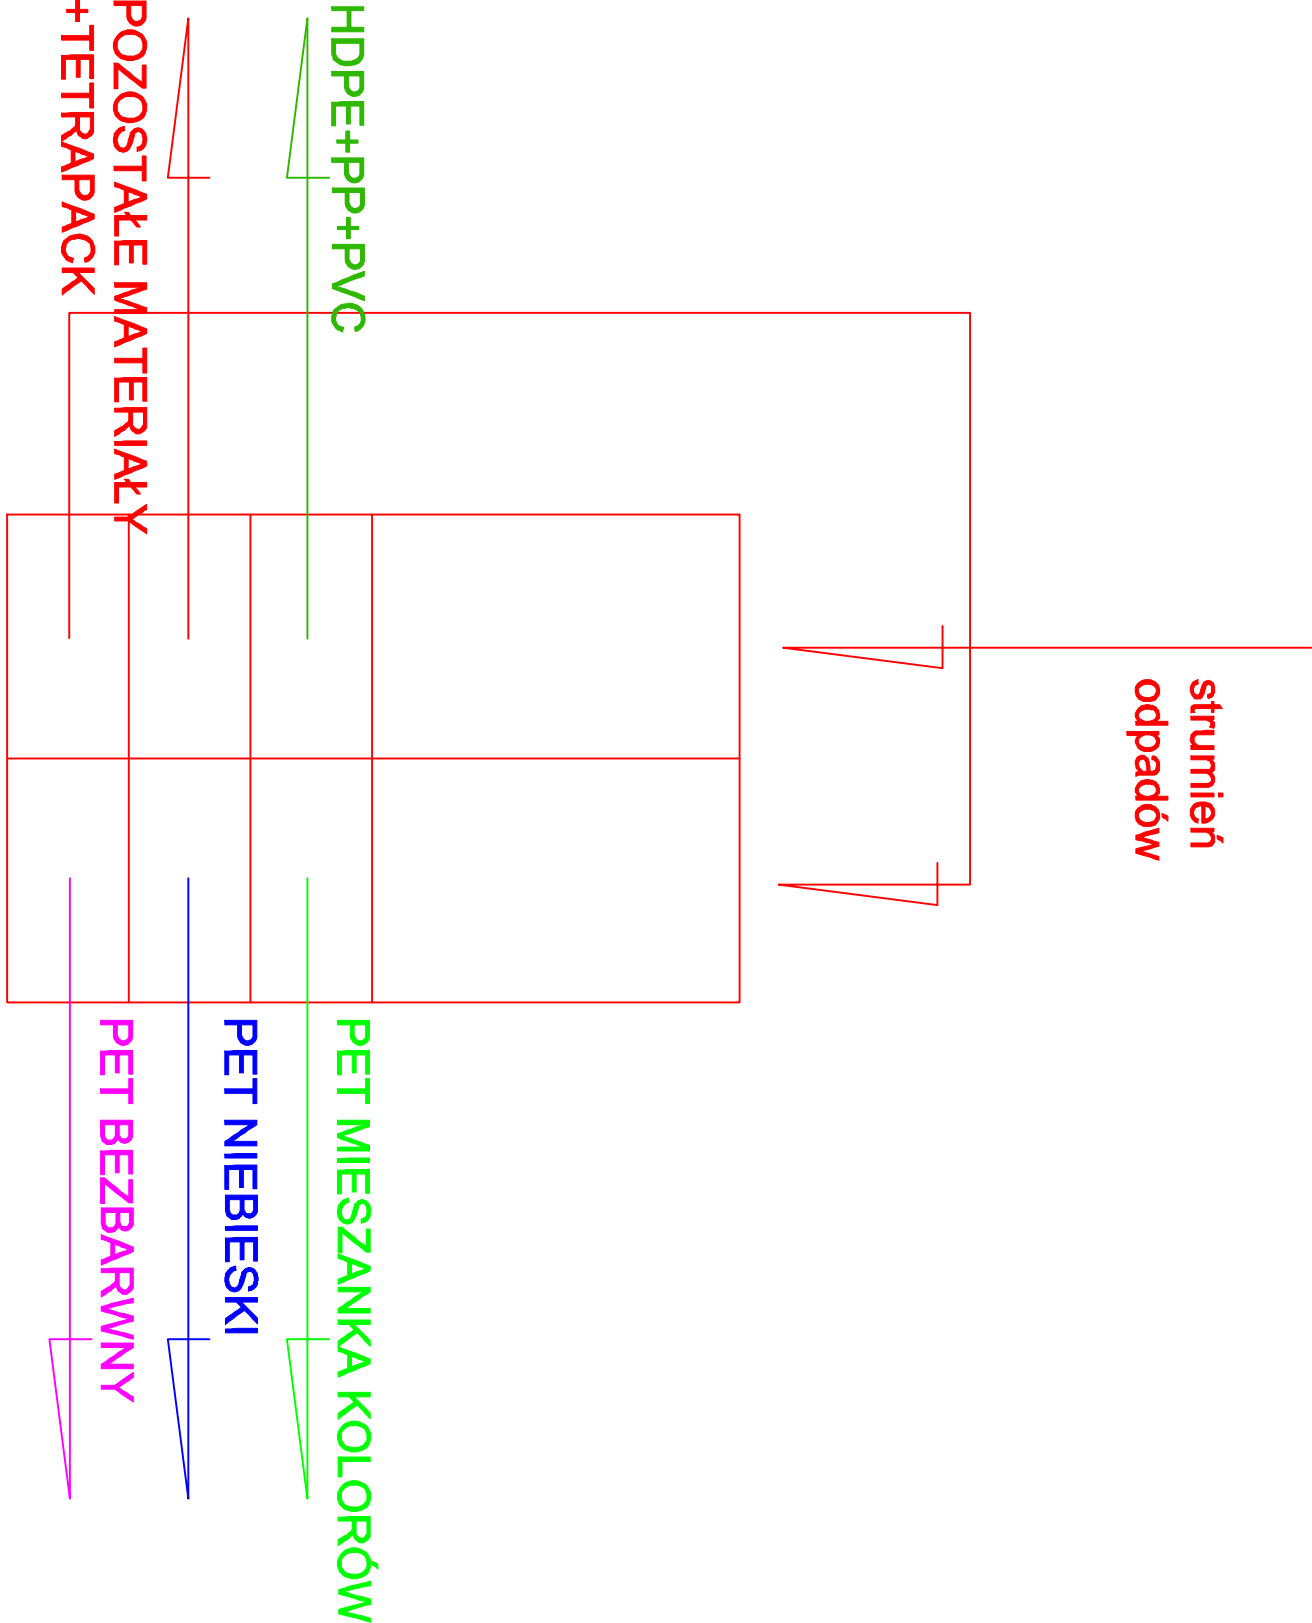 strumień
odpadów
HDPE+PP+PVC
POZOSTAŁE MATERIAŁY
+TETRAPACK
PET MIESZANKA KOLORÓW
PET NIEBIESKI
PET BEZBARWNY